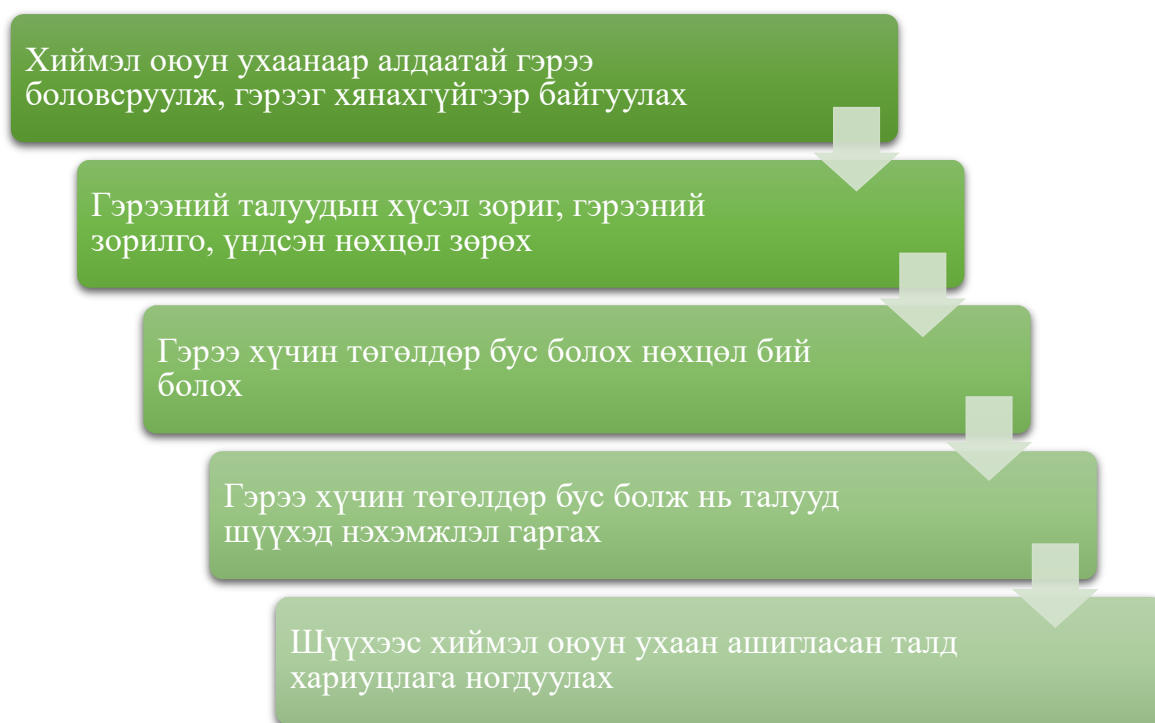 Хиймэл оюун ухаанаар алдаатай гэрээ
боловсруулж, гэрээг хянахгүйгээр байгуулах
Гэрээний талуудын хүсэл зориг, гэрээний
зорилго, үндсэн нөхцөл зөрөх
Гэрээ хүчин төгөлдөр бус болох нөхцөл бий
болох
Гэрээ хүчин төгөлдөр бус болж нь талууд
шүүхэд нэхэмжлэл гаргах
Шүүхээс хиймэл оюун ухаан ашигласан талд
хариуцлага ногдуулах